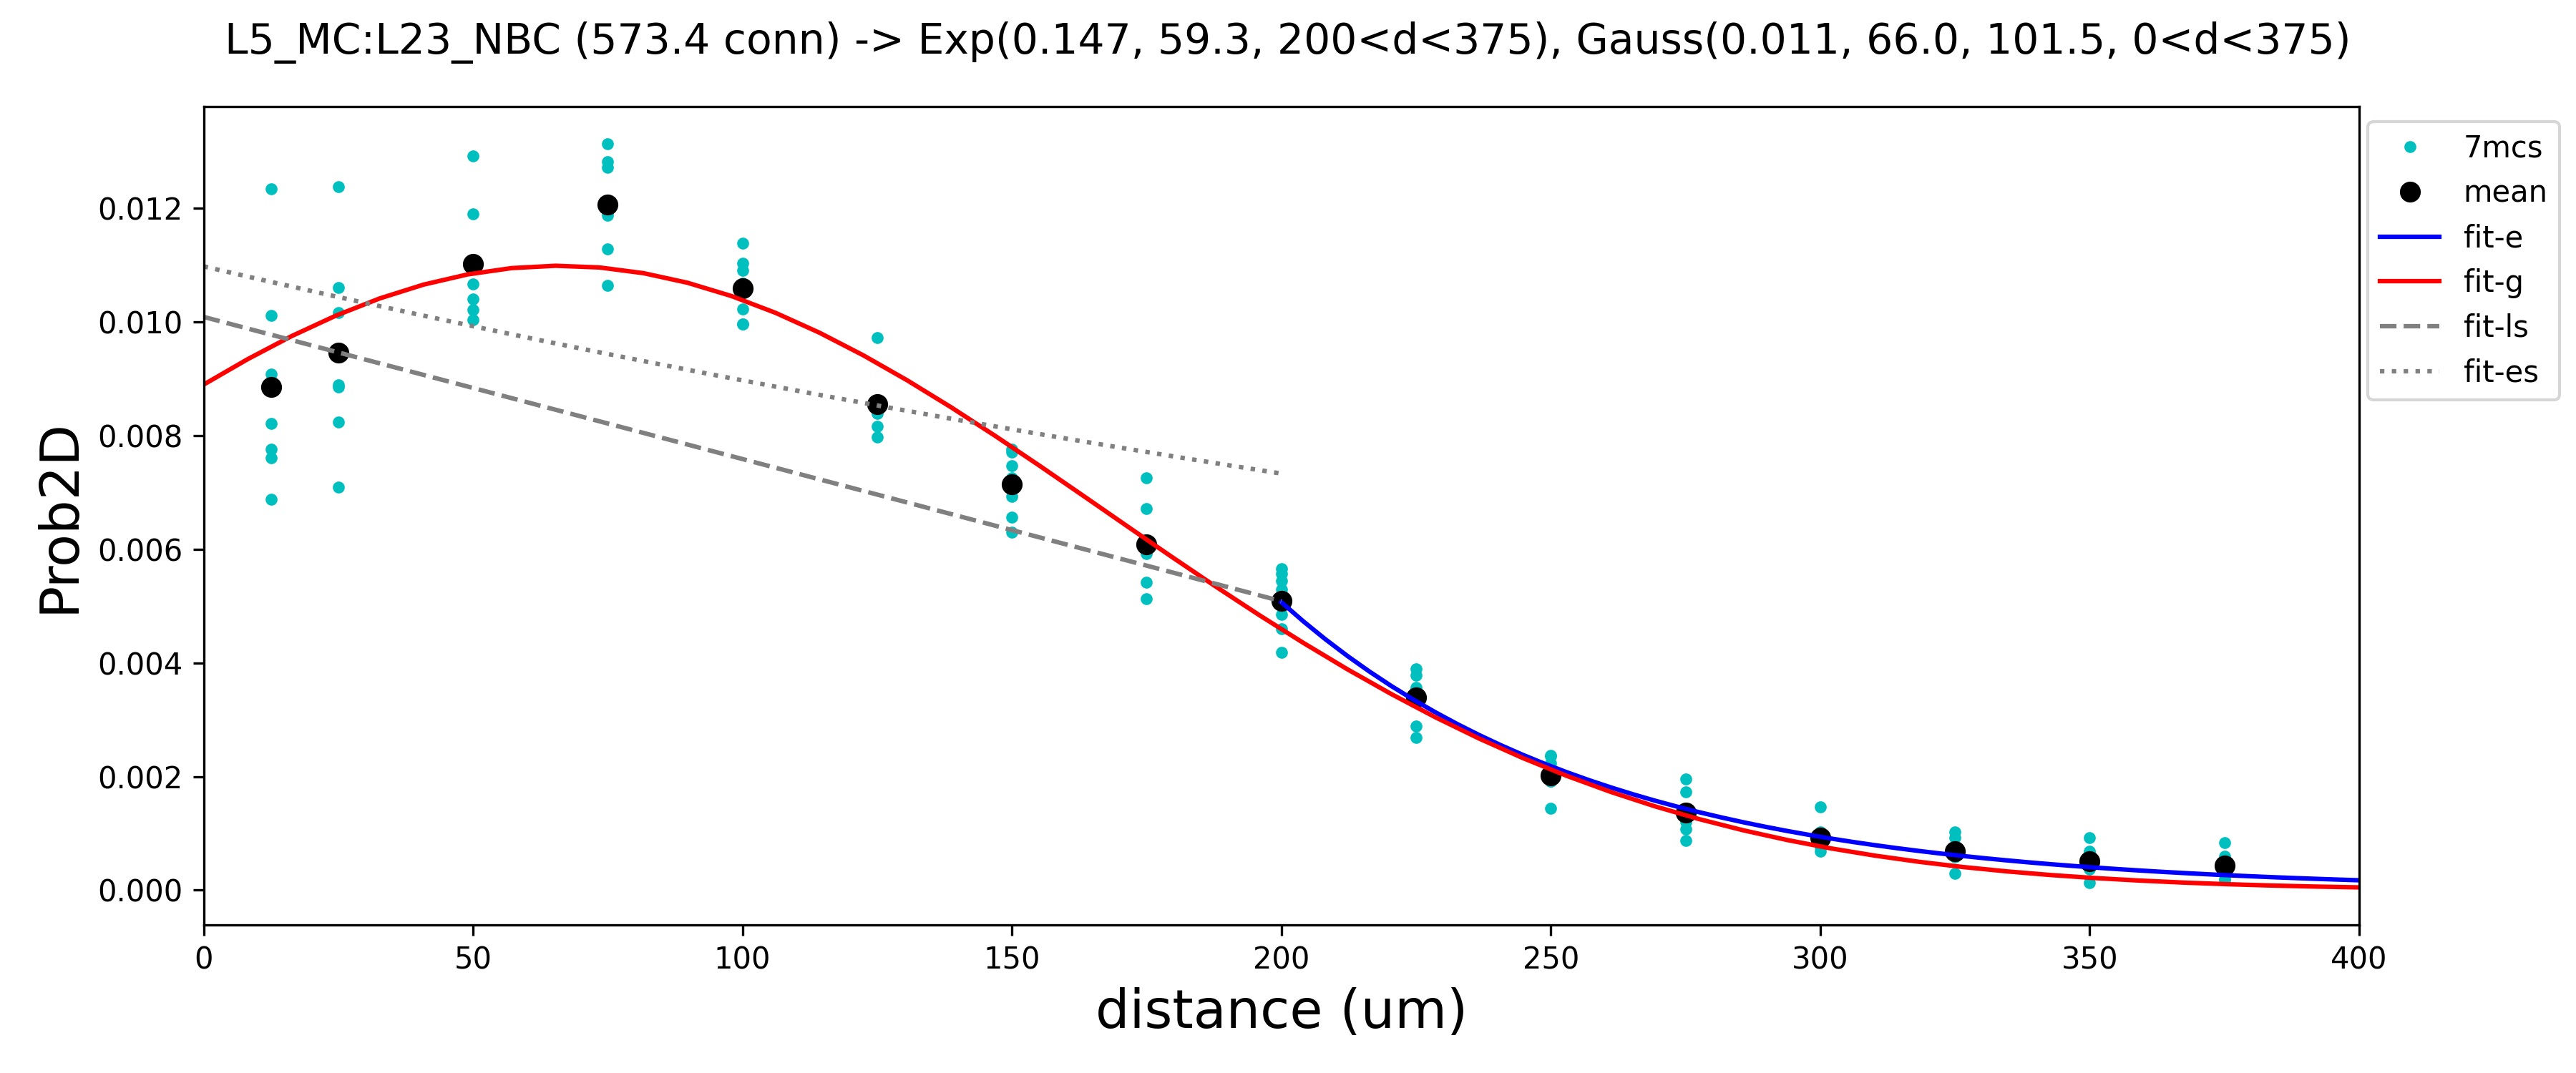 L5_MC:L23_NBC (573.4 conn) -> Exp(0.147, 59.3, 200<d<375), Gauss(0.011, 66.0, 101.5, 0<d<375)
7mcs
mean
fit-e
fit-g
fit-ls
fit-es
Prob2D
0.012
0.010
0.008
0.006
0.004
0.002
0.000
0 50 100 150 200 250 300 350 400
distance (um)